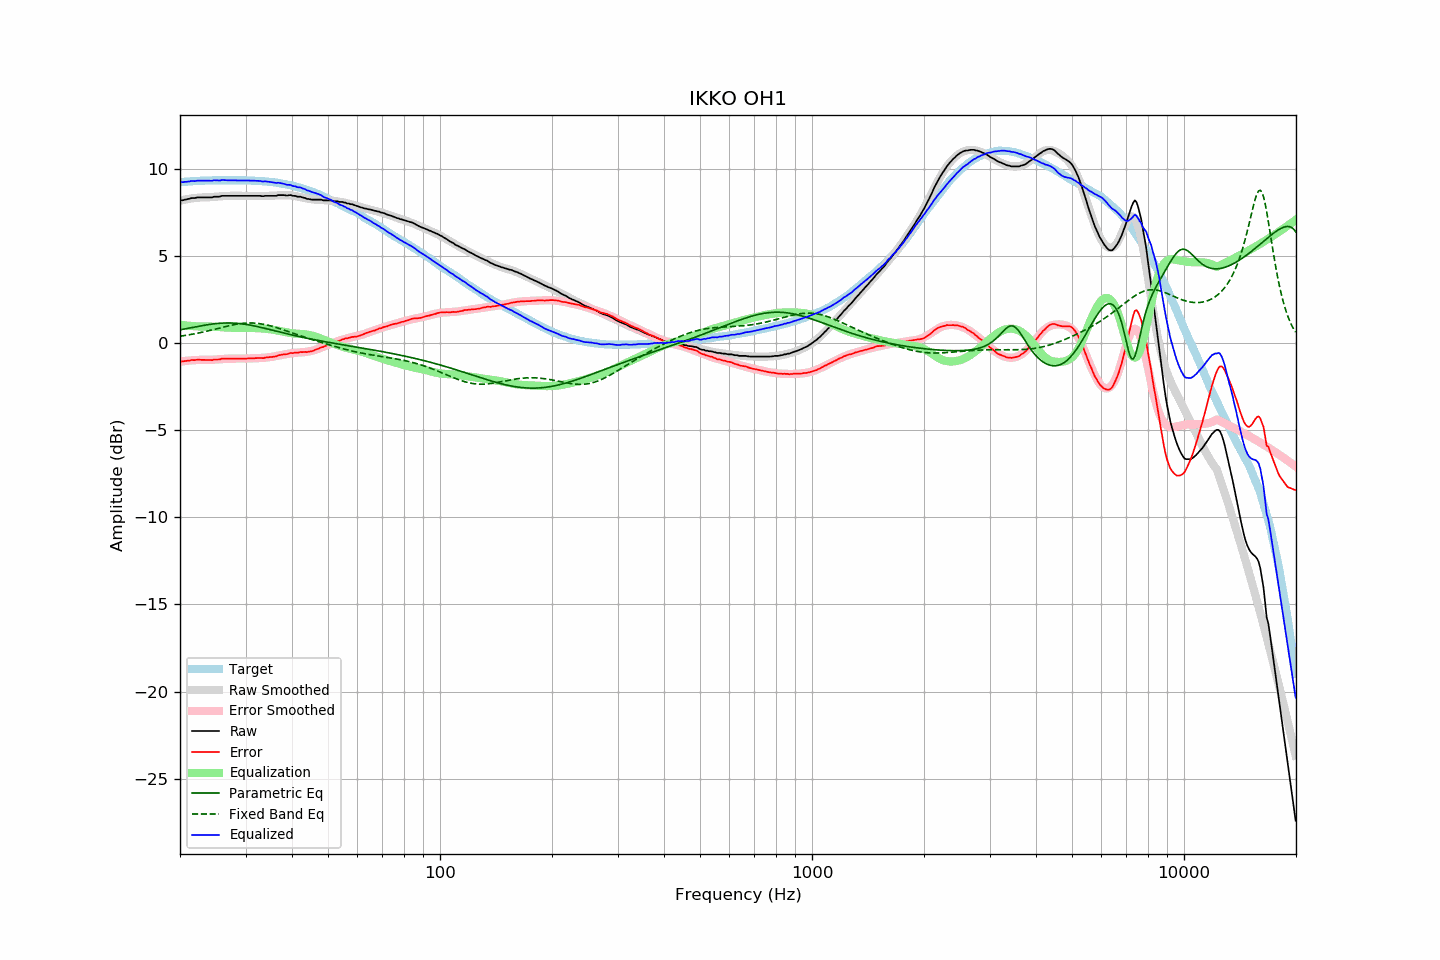 IKKO OH1
Amplitude (dBr)
10
5
0
−5
−10
−15
−20
−25
Target
Raw Smoothed
Error Smoothed
Raw
Error
Equalization
Parametric Eq
Fixed Band Eq
Equalized
100
1000
10000
Frequency (Hz)